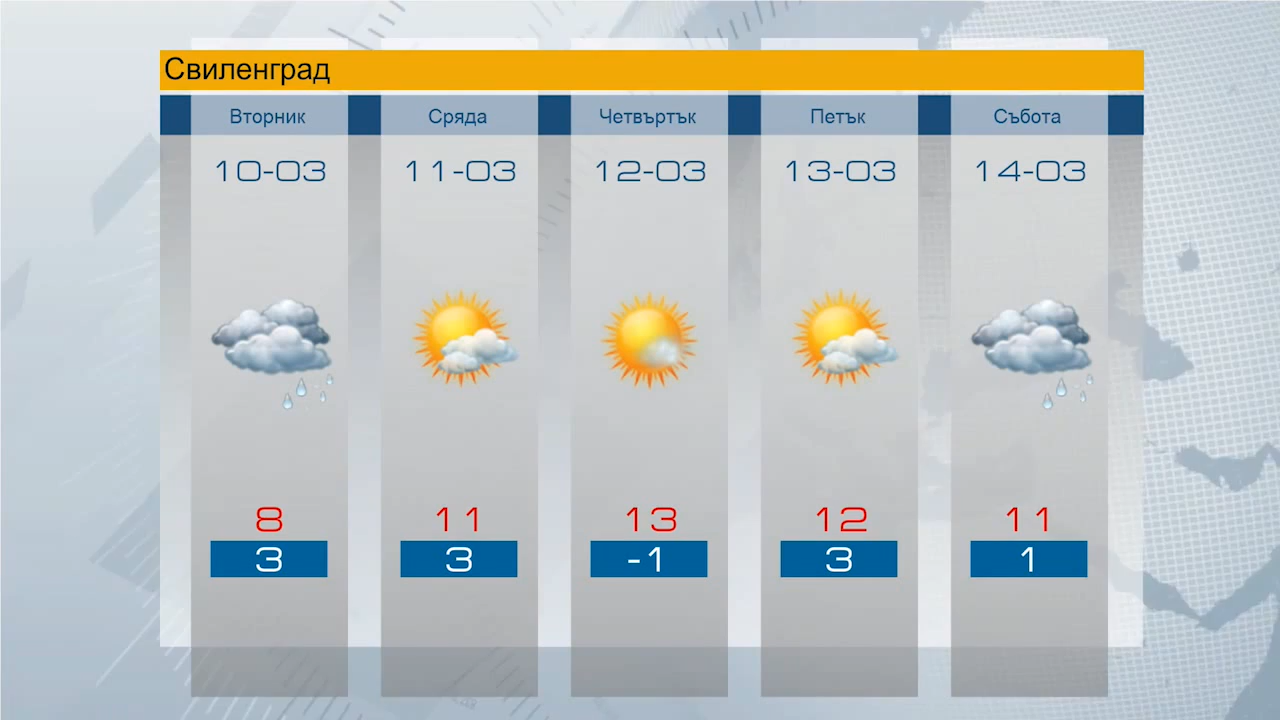 Свиленград
Вторник Сряда Четвъртък Петък Събота
10-03 11-03 12-03 13-03 14-03
8 11 13 12 11
3 3 -1 3 1